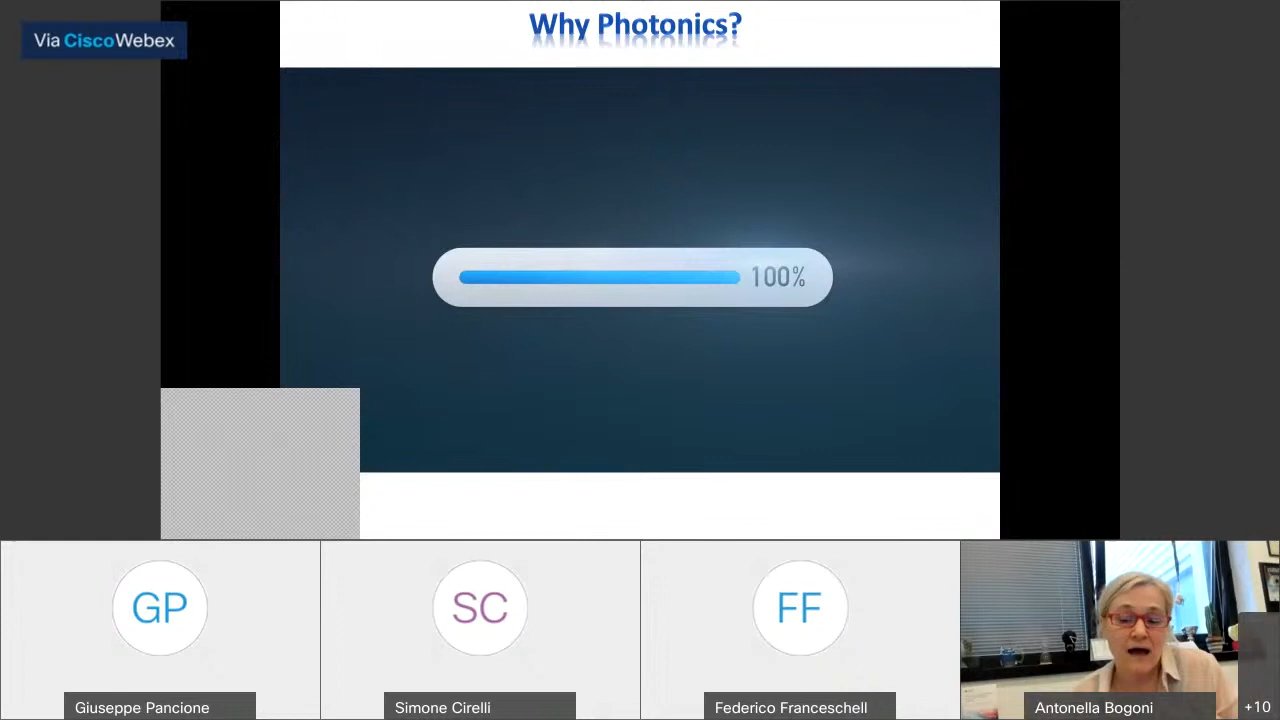 Why Photonics?
Via CiscoWebex
100%
GP
SC
FF
Giuseppe Pancione
Simone Cirelli
Federico Franceschell
Antonella Bogoni
+10